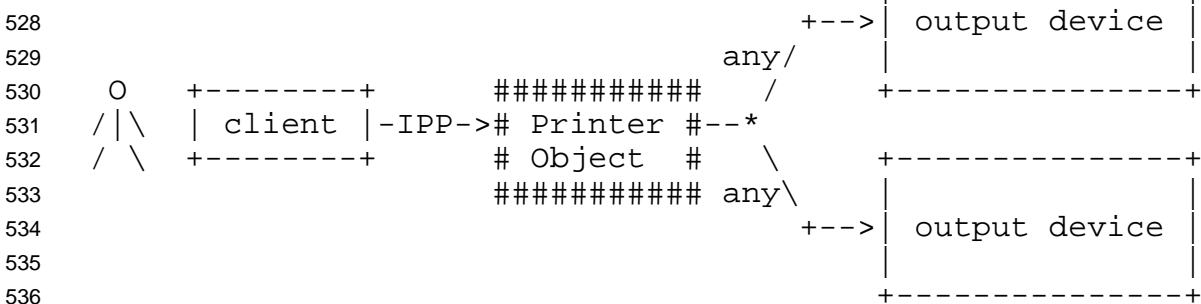 528                                              +-->| output device |
529                                         any/     |               |
530      O    +--------+       ###########   /      +---------------+
531     /|\   | client |-IPP-># Printer #--*
532     / \   +--------+       # Object  #   \      +---------------+
533                            ########### any\     |               |
534                                              +-->| output device |
535                                                  |               |
536                                                  +---------------+